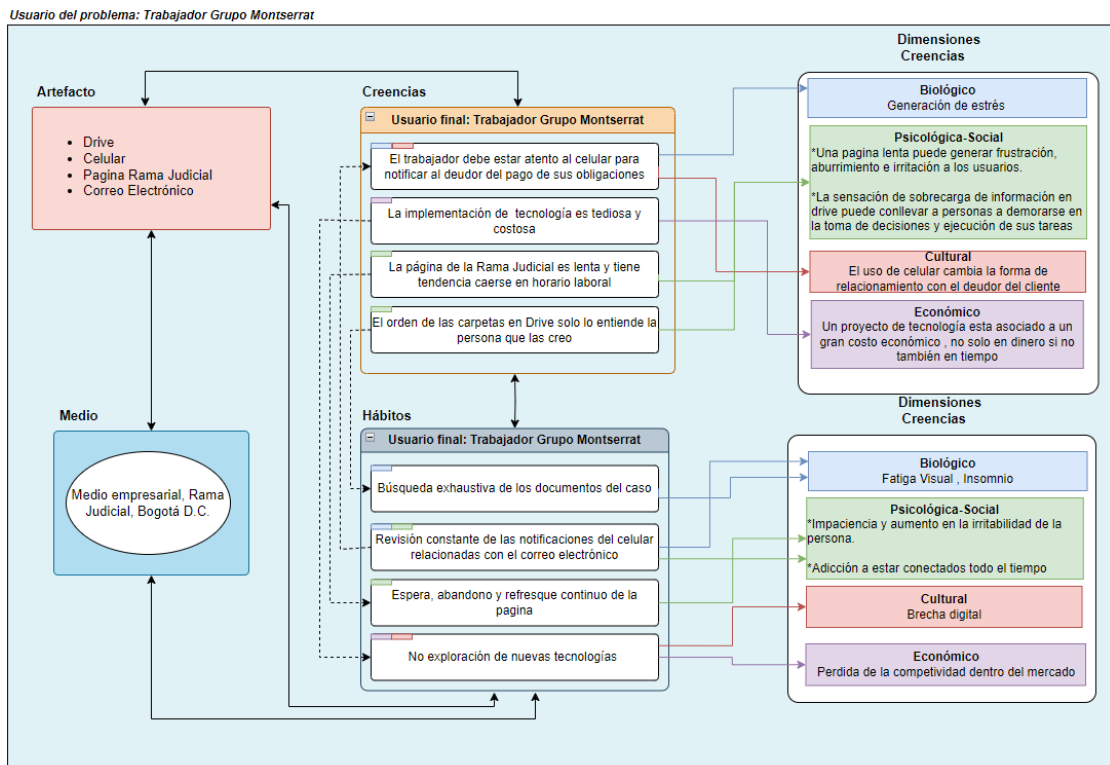 Usuario del problema: Trabajador Grupo Montserrat
Artefacto
• Drive
• Celular
• Pagina Rama Judicial
• Correo Electrónico
Medio
Medio empresarial, Rama
Judicial, Bogotá D.C.
Creencias
Usuario final: Trabajador Grupo Montserrat
El trabajador debe estar atento al celular para
notificar al deudor del pago de sus obligaciones
La implementación de tecnología es tediosa y
costosa
La página de la Rama Judicial es lenta y tiene
tendencia caerse en horario laboral
El orden de las carpetas en Drive solo lo entiende la
persona que las creo
Hábitos
Usuario final: Trabajador Grupo Montserrat
Búsqueda exhaustiva de los documentos del caso
Revisión constante de las notificaciones del celular
relacionadas con el correo electrónico
Espera, abandono y refresque continuo de la
pagina
No exploración de nuevas tecnologías
Dimensiones
Creencias
Biológico
Generación de estrés
Psicológica-Social
*Una pagina lenta puede generar frustración,
aburrimiento e irritación a los usuarios.
*La sensación de sobrecarga de información en
drive puede conllevar a personas a demorarse en
la toma de decisiones y ejecución de sus tareas
Cultural
El uso de celular cambia la forma de
relacionamiento con el deudor del cliente
Económico
Un proyecto de tecnología esta asociado a un
gran costo económico , no solo en dinero si no
también en tiempo
Dimensiones
Creencias
Biológico
Fatiga Visual , Insomnio
Psicológica-Social
*Impaciencia y aumento en la irritabilidad de la
persona.
*Adicción a estar conectados todo el tiempo
Cultural
Brecha digital
Económico
Perdida de la competividad dentro del mercado